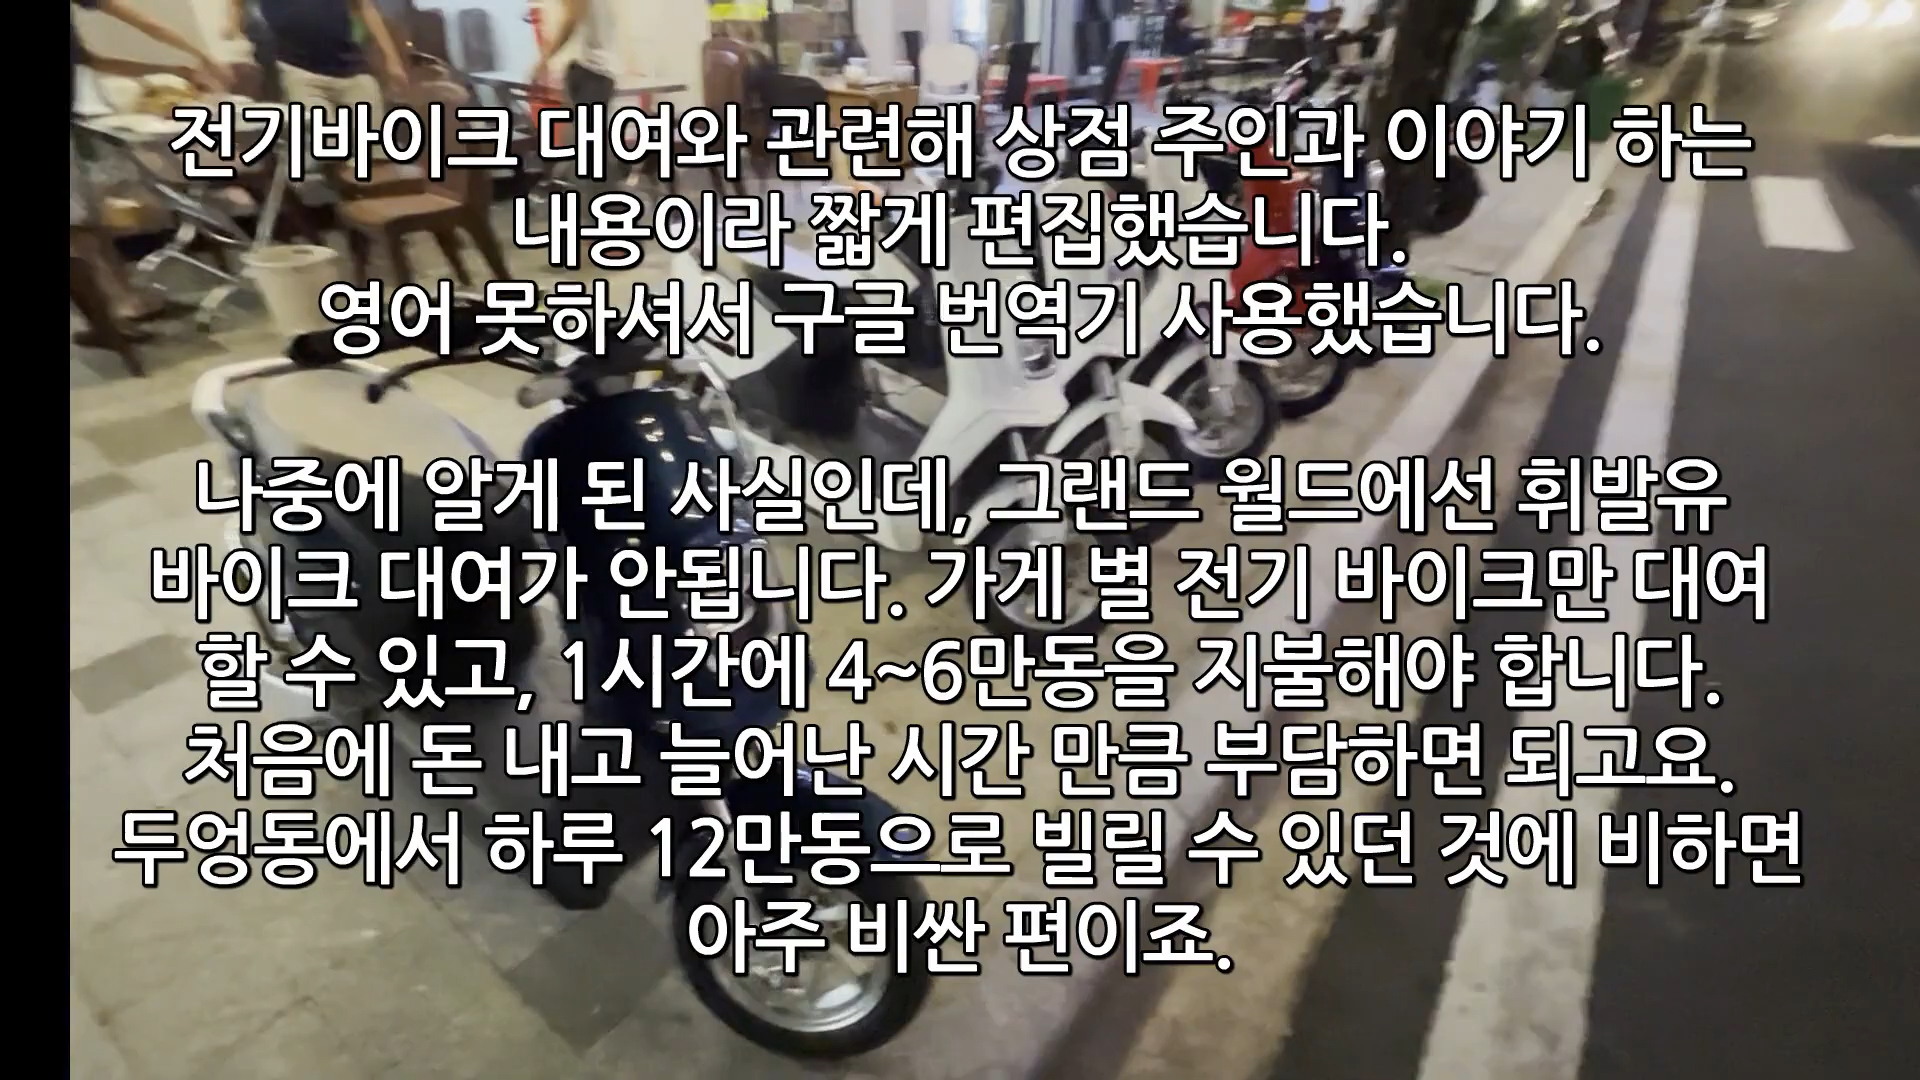 전기바이크 대여와 관련해 상점 주인과 이야기 하는
내용이라 짧게 편집했습니다.
영어 못하셔서 구글 번역기 사용했습니다.
나중에 알게 된 사실인데, 그랜드 월드에선 휘발유
바이크 대여가 안됩니다. 가게 별 전기 바이크만 대여
할 수 있고, 1시간에 4~6만동을 지불해야 합니다.
처음에 돈 내고 늘어난 시간 만큼 부담하면 되고요.
두엉동에서 하루 12만동으로 빌릴 수 있던 것에 비하면
아주 비싼 편이죠.